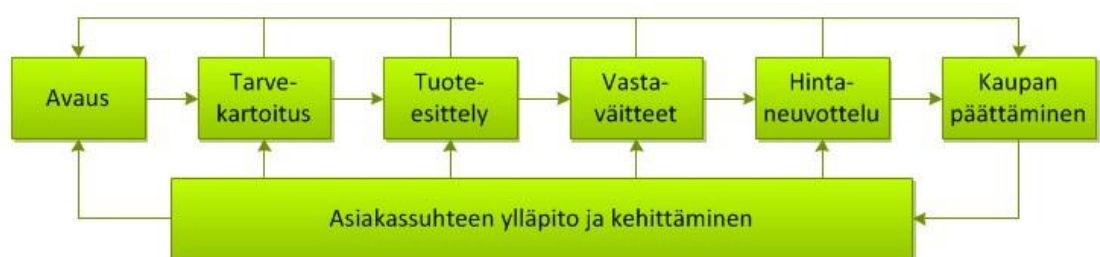 Avaus
Tarve-
kartoitus
Tuote-
esittely
Vasta-
väitteet
Hinta-
neuvottelu
Kaupan
päättäminen
Asiakassuhteen ylläpito ja kehittäminen